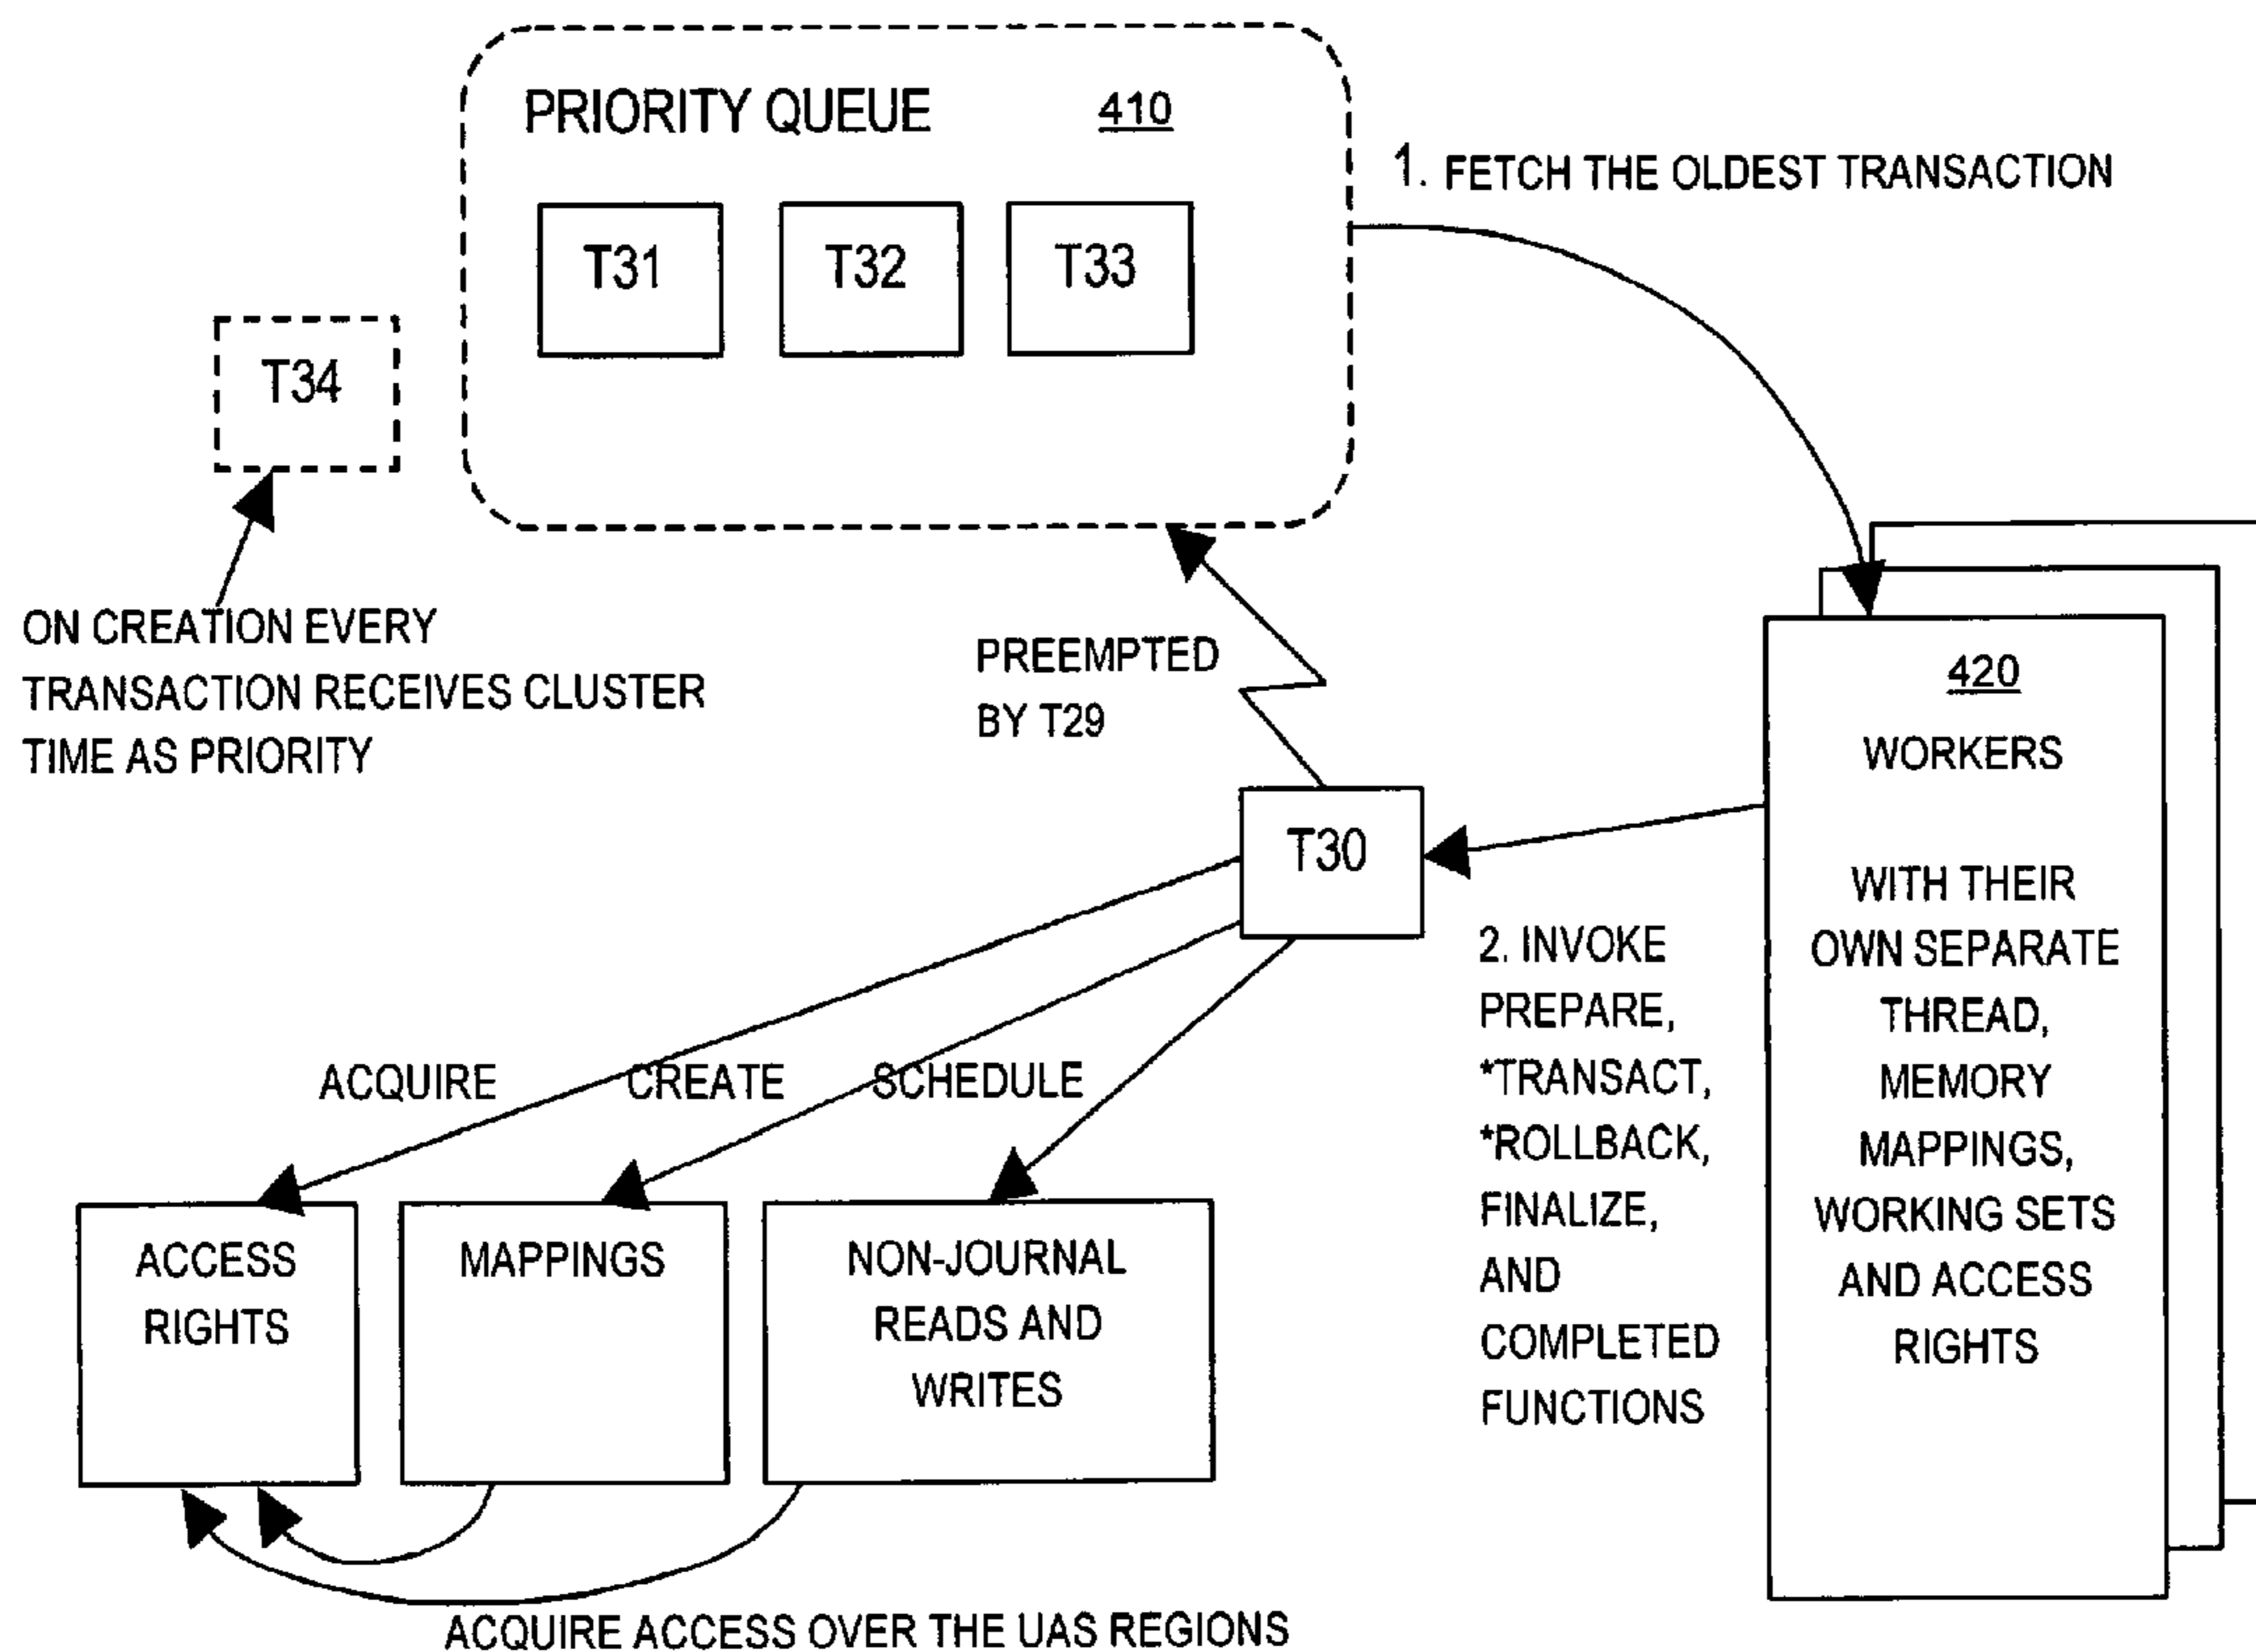 PRIORITY QUEUE 410
1. FETCH THE OLDEST TRANSACTION
T31 T32 T33
T34
ON CREATION EVERY
TRANSACTION RECEIVES CLUSTER
TIME AS PRIORITY
PREEMPTED
BY T29
420
WORKERS
WITH THEIR
OWN SEPARATE
THREAD,
MEMORY
MAPPINGS,
WORKING SETS
AND ACCESS
RIGHTS
T30
2. INVOKE
PREPARE,
*TRANSACT,
*ROLLBACK,
FINALIZE,
AND
COMPLETED
FUNCTIONS
ACQUIRE CREATE SCHEDULE
ACCESS
RIGHTS
MAPPINGS
NON-JOURNAL
READS AND
WRITES
ACQUIRE ACCESS OVER THE UAS REGIONS